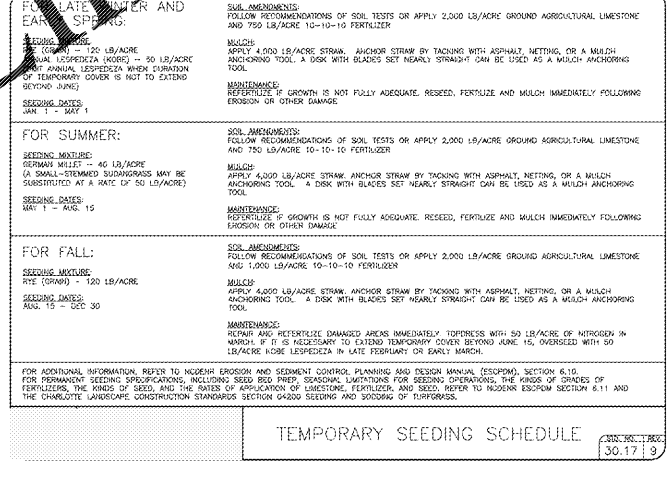 FOR LATE WINTER AND
EARLY SPRING:
SEEDING MIXTURE:
RYE (GRAIN) - 120 LB/ACRE
ANNUAL LESPEDEZA (KOBE) - 50 LB/ACRE
ANNUAL LESPEDEZA WHEN DURATION
OF TEMPORARY COVER IS NOT TO EXTEND
BEYOND JUNE)
SEEDING DATES:
JAN. 1 - MAY 1
SOIL AMENDMENTS:
FOLLOW RECOMMENDATIONS OF SOIL TESTS OR APPLY 2,000 LB/ACRE GROUND AGRICULTURAL LIMESTONE
AND 750 LB/ACRE 10-10-10 FERTILIZER
MULCH:
APPLY 4,000 LB/ACRE STRAW. ANCHOR STRAW BY TACKING WITH ASPHALT, NETTING, OR A MULCH
ANCHORING TOOL. A DISK WITH BLADES SET NEARLY STRAIGHT CAN BE USED AS A MULCH ANCHORING
TOOL
MAINTENANCE:
REFERTILIZE IF GROWTH IS NOT FULLY ADEQUATE. RESEED, FERTILIZE AND MULCH IMMEDIATELY FOLLOWING
EROSION OR OTHER DAMAGE
FOR SUMMER:
SEEDING MIXTURE:
GERMAN MILLET - 40 LB/ACRE
(A SMALL-STEMMED SUDANGRASS MAY BE
SUBSTITUTED AT A RATE OF 50 LB/ACRE)
SEEDING DATES:
MAY 1 - AUG. 15
SOIL AMENDMENTS:
FOLLOW RECOMMENDATIONS OF SOIL TESTS OR APPLY 2,000 LB/ACRE GROUND AGRICULTURAL LIMESTONE
AND 750 LB/ACRE 10-10-10 FERTILIZER
MULCH:
APPLY 4,000 LB/ACRE STRAW. ANCHOR STRAW BY TACKING WITH ASPHALT, NETTING, OR A MULCH
ANCHORING TOOL. A DISK WITH BLADES SET NEARLY STRAIGHT CAN BE USED AS A MULCH ANCHORING
TOOL
MAINTENANCE:
REFERTILIZE IF GROWTH IS NOT FULLY ADEQUATE. RESEED, FERTILIZE AND MULCH IMMEDIATELY FOLLOWING
EROSION OR OTHER DAMAGE
FOR FALL:
SEEDING MIXTURE:
RYE (GRAIN) - 120 LB/ACRE
SEEDING DATES:
AUG. 15 - DEC 30
SOIL AMENDMENTS:
FOLLOW RECOMMENDATIONS OF SOIL TESTS OR APPLY 2,000 LB/ACRE GROUND AGRICULTURAL LIMESTONE
AND 1,000 LB/ACRE 10-10-10 FERTILIZER
MULCH:
APPLY 4,000 LB/ACRE STRAW. ANCHOR STRAW BY TACKING WITH ASPHALT, NETTING, OR A MULCH
ANCHORING TOOL. A DISK WITH BLADES SET NEARLY STRAIGHT CAN BE USED AS A MULCH ANCHORING
TOOL
MAINTENANCE:
REPAIR AND REFERTILIZE DAMAGED AREAS IMMEDIATELY. TOPDRESS WITH 50 LB/ACRE OF NITROGEN IN
MARCH. IF IT IS NECESSARY TO EXTEND TEMPORARY COVER BEYOND JUNE 15, OVERSEED WITH 50
LB/ACRE KOBE LESPEDEZA IN LATE FEBRUARY OR EARLY MARCH.
FOR ADDITIONAL INFORMATION, REFER TO NCDENR EROSION AND SEDIMENT CONTROL PLANNING AND DESIGN MANUAL (ESCPDM), SECTION 6.10.
FOR PERMANENT SEEDING SPECIFICATIONS, INCLUDING SEED BED PREP, SEASONAL LIMITATIONS FOR SEEDING OPERATIONS, THE KINDS OF GRADES OF
FERTILIZERS, THE KINDS OF SEED, AND THE RATES OF APPLICATION OF LIMESTONE, FERTILIZER, AND SEED, REFER TO NCDENR ESCPDM SECTION 6.11 AND
THE CHARLOTTE LANDSCAPE CONSTRUCTION STANDARDS SECTION 04200 SEEDING AND SODDING OF TURFGRASS.
TEMPORARY SEEDING SCHEDULE
STD. NO. REV.
30.17 9